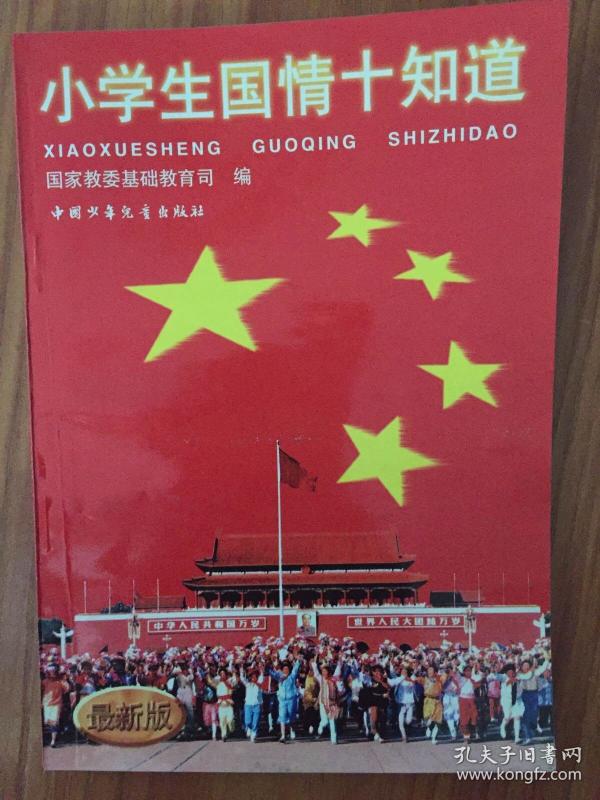 小学生国情十知道
XIAOXUESHENG GUOQING SHIZHIDAO
国家教委基础教育司 编
中國少年兒童出版社
中华人民共和国万岁
世界人民大团结万岁
最新版
孔夫子旧书网
www.kongfz.com